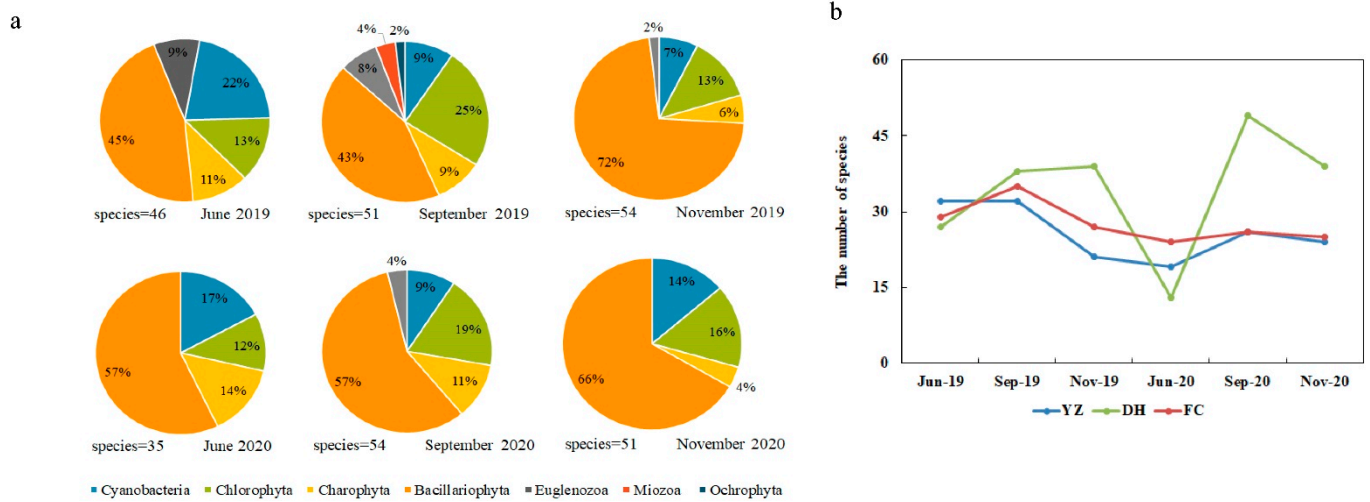 a
9%
22%
13%
11%
45%
species=46 June 2019
4% 2%
9%
8%
25%
9%
43%
species=51 September 2019
2%
7%
13%
6%
72%
species=54 November 2019
17%
12%
14%
57%
species=35 June 2020
4%
9%
19%
11%
57%
species=54 September 2020
14%
16%
4%
66%
species=51 November 2020
Cyanobacteria Chlorophyta Charophyta Bacillariophyta Euglenozoa Miozoa Ochrophyta
b
The number of species
60
45
30
15
0
Jun-19 Sep-19 Nov-19 Jun-20 Sep-20 Nov-20
YZ DH FC